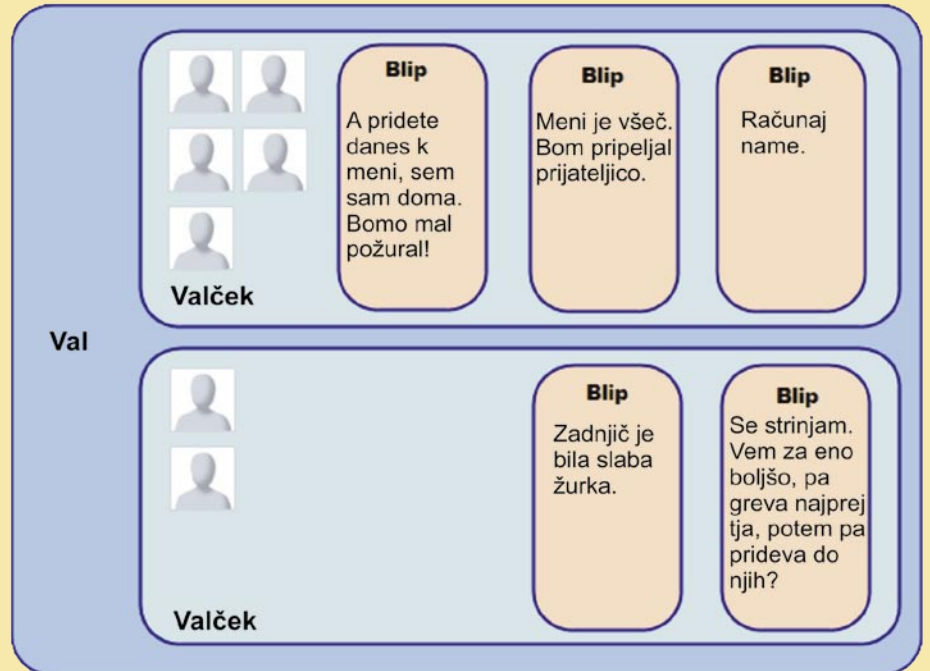 Blip
A pridete
danes k
meni, sem
sam doma.
Bomo mal
požural!
Blip
Meni je všeč.
Bom pripeljal
prijateljico.
Blip
Računaj
name.
Valček
Val
Blip
Zadnjič je
bila slaba
žurka.
Blip
Se strinjam.
Vem za eno
boljšo, pa
greva najprej
tja, potem pa
prideva do
njih?
Valček